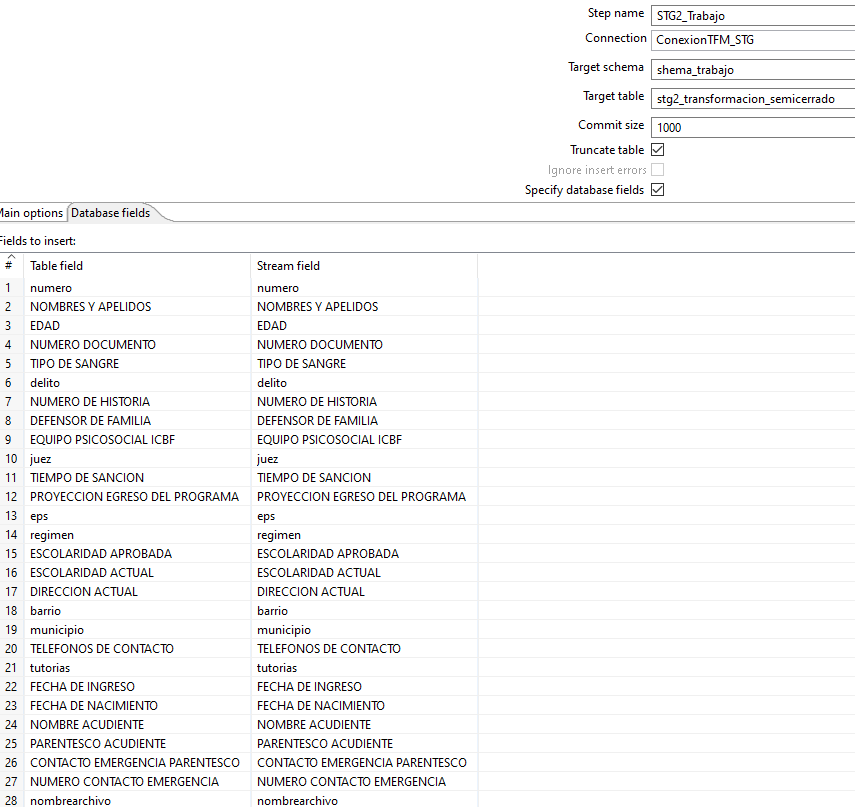 Step name STG2_Trabajo
Connection ConexionTFM_STG
Target schema shema_trabajo
Target table stg2_transformacion_semicerrado
Commit size 1000
Truncate table
Ignore insert errors
Specify database fields
Main options Database fields
Fields to insert:
# Table field Stream field
1 numero numero
2 NOMBRES Y APELIDOS NOMBRES Y APELIDOS
3 EDAD EDAD
4 NUMERO DOCUMENTO NUMERO DOCUMENTO
5 TIPO DE SANGRE TIPO DE SANGRE
6 delito delito
7 NUMERO DE HISTORIA NUMERO DE HISTORIA
8 DEFENSOR DE FAMILIA DEFENSOR DE FAMILIA
9 EQUIPO PSICOSOCIAL ICBF EQUIPO PSICOSOCIAL ICBF
10 juez juez
11 TIEMPO DE SANCION TIEMPO DE SANCION
12 PROYECCION EGRESO DEL PROGRAMA PROYECCION EGRESO DEL PROGRAMA
13 eps eps
14 regimen regimen
15 ESCOLARIDAD APROBADA ESCOLARIDAD APROBADA
16 ESCOLARIDAD ACTUAL ESCOLARIDAD ACTUAL
17 DIRECCION ACTUAL DIRECCION ACTUAL
18 barrio barrio
19 municipio municipio
20 TELEFONOS DE CONTACTO TELEFONOS DE CONTACTO
21 tutorias tutorias
22 FECHA DE INGRESO FECHA DE INGRESO
23 FECHA DE NACIMIENTO FECHA DE NACIMIENTO
24 NOMBRE ACUDIENTE NOMBRE ACUDIENTE
25 PARENTESCO ACUDIENTE PARENTESCO ACUDIENTE
26 CONTACTO EMERGENCIA PARENTESCO CONTACTO EMERGENCIA PARENTESCO
27 NUMERO CONTACTO EMERGENCIA NUMERO CONTACTO EMERGENCIA
28 nombrearchivo nombrearchivo